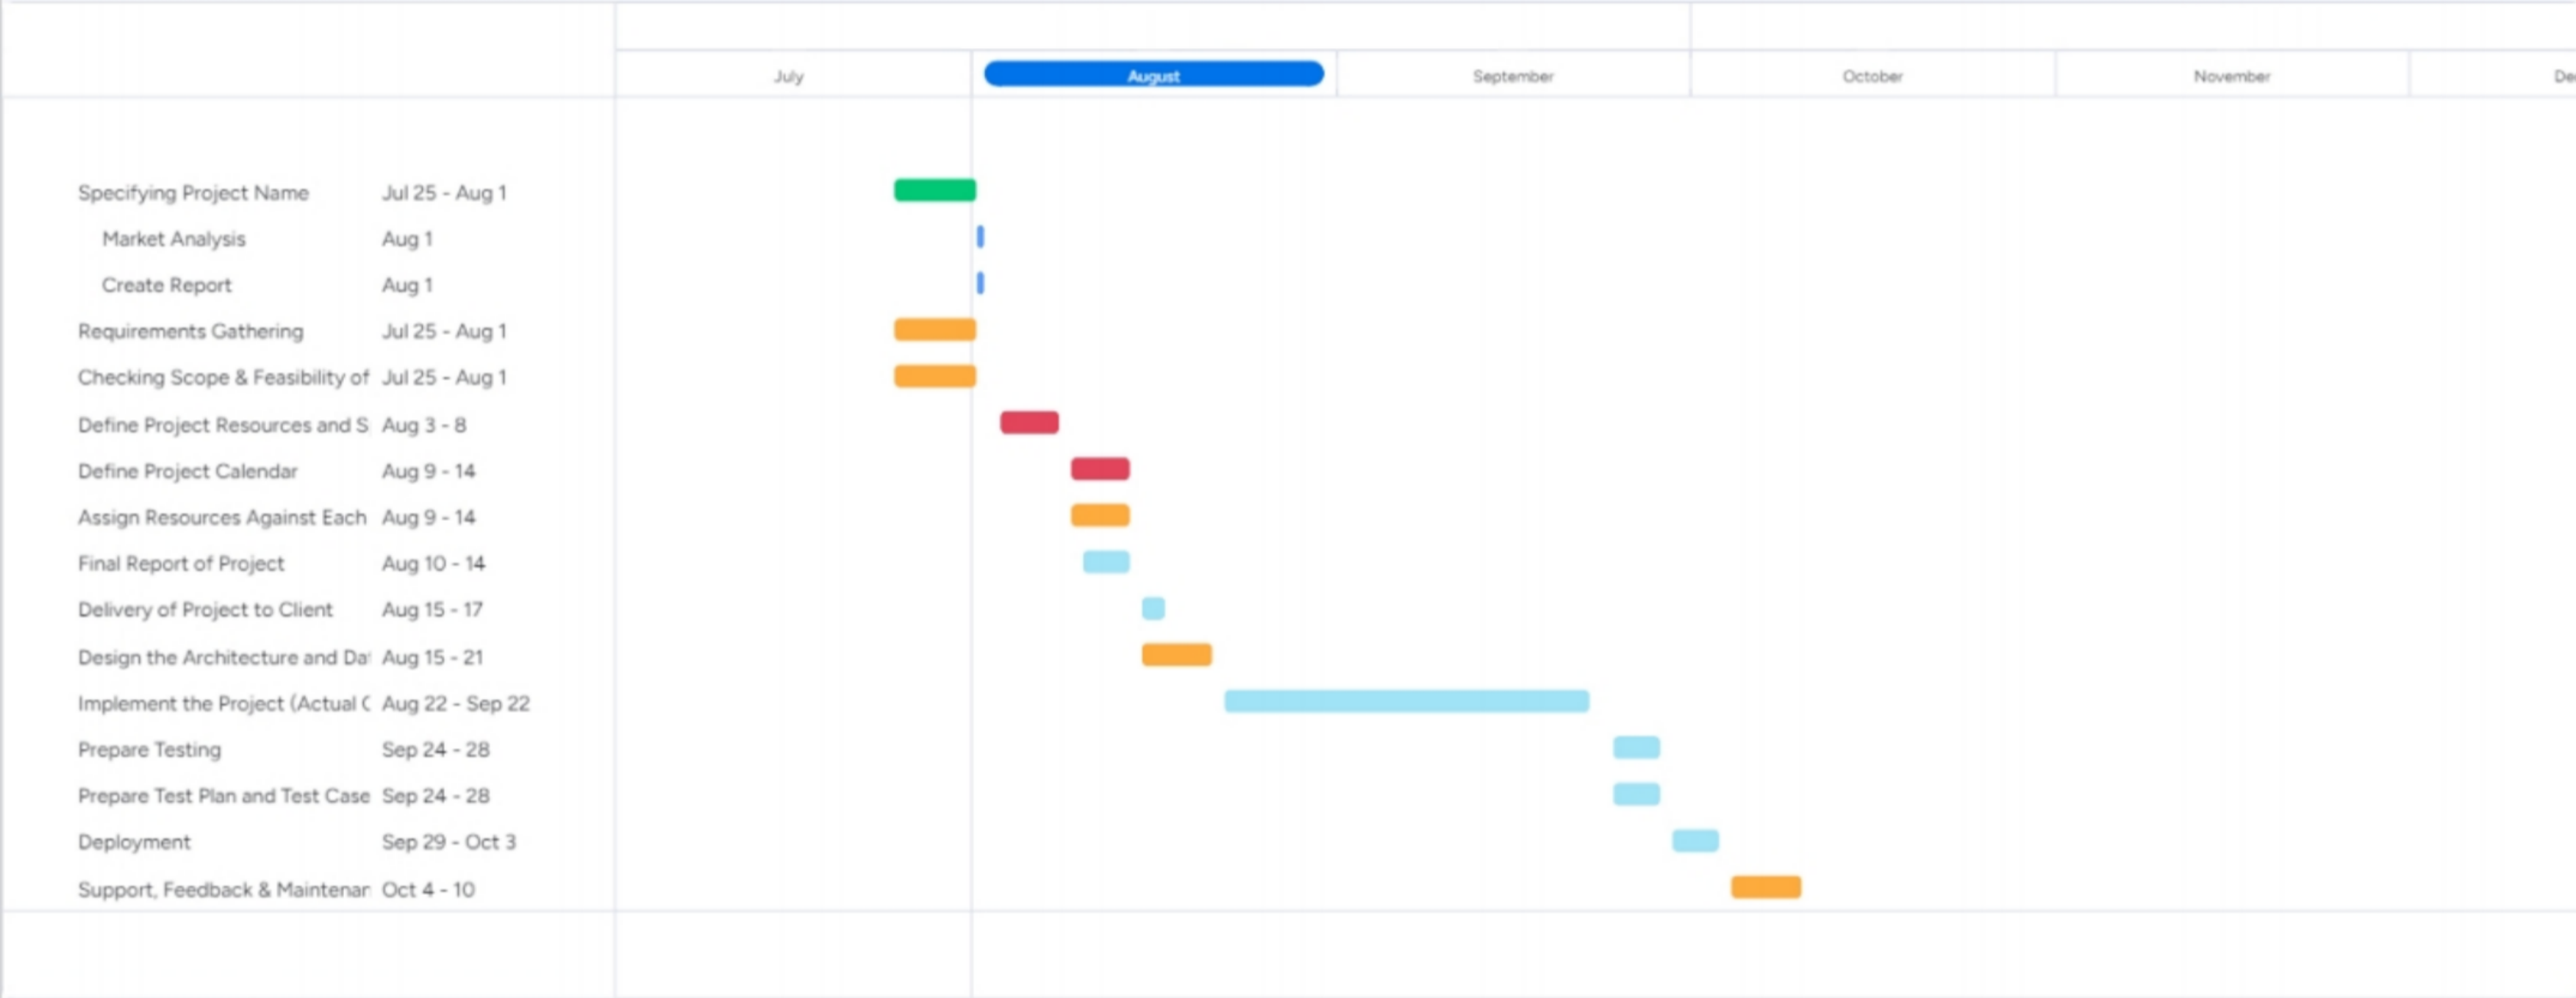 July August September October November De
Specifying Project Name Jul 25 - Aug 1
Market Analysis Aug 1
Create Report Aug 1
Requirements Gathering Jul 25 - Aug 1
Checking Scope & Feasibility of Jul 25 - Aug 1
Define Project Resources and S Aug 3 - 8
Define Project Calendar Aug 9 - 14
Assign Resources Against Each Aug 9 - 14
Final Report of Project Aug 10 - 14
Delivery of Project to Client Aug 15 - 17
Design the Architecture and Da Aug 15 - 21
Implement the Project (Actual Aug 22 - Sep 22
Prepare Testing Sep 24 - 28
Prepare Test Plan and Test Case Sep 24 - 28
Deployment Sep 29 - Oct 3
Support, Feedback & Maintenan Oct 4 - 10